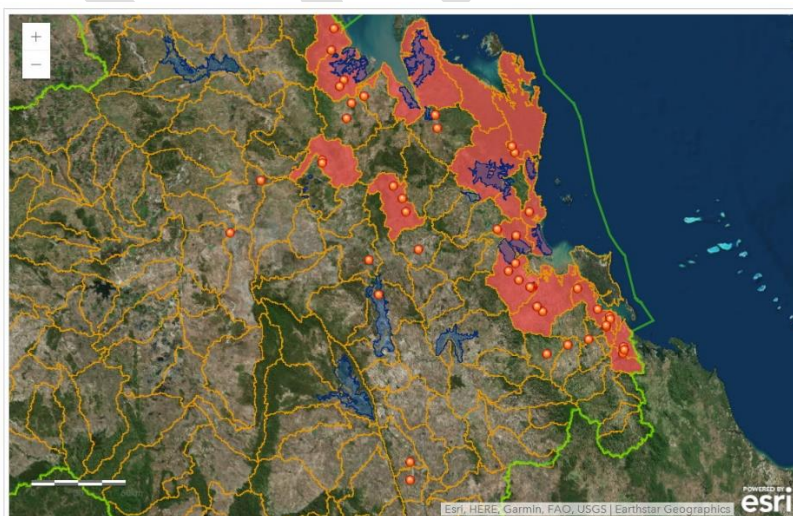 +
−
Esri, HERE, Garmin, FAO, USGS | Earthstar Geographics
POWERED BY
esri